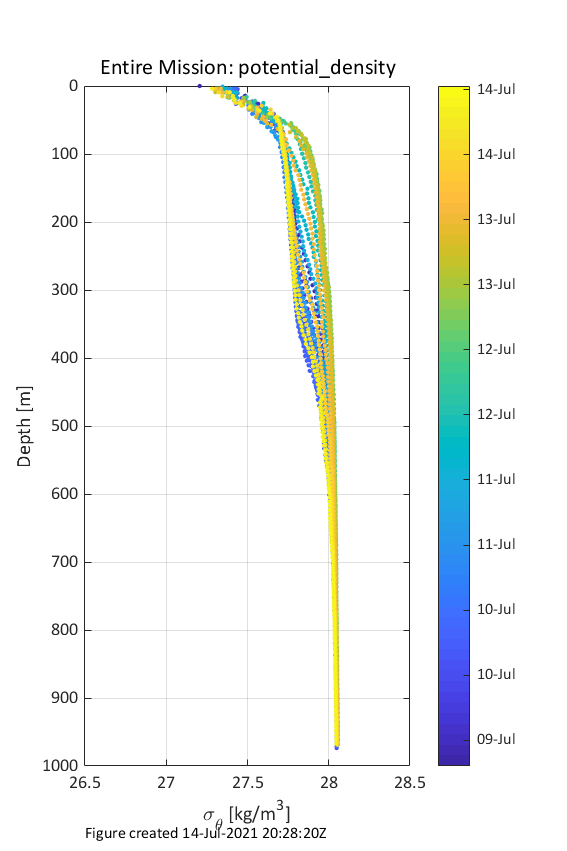 Entire Mission: potential_density
0
100
200
300
400
500
600
700
800
900
1000
Depth [m]
26.5 27 27.5 28 28.5
σθ [kg/m³]
14-Jul
14-Jul
13-Jul
13-Jul
12-Jul
12-Jul
11-Jul
11-Jul
10-Jul
10-Jul
09-Jul
Figure created 14-Jul-2021 20:28:20Z